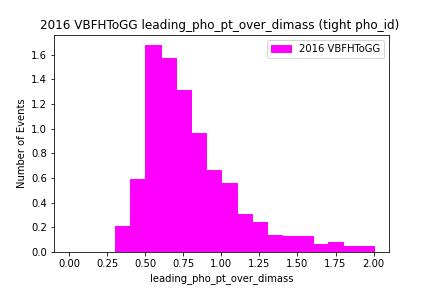 2016 VBFHToGG leading_pho_pt_over_dimass (tight pho_id)
2016 VBFHToGG
Number of Events
1.6
1.4
1.2
1.0
0.8
0.6
0.4
0.2
0.0
0.00 0.25 0.50 0.75 1.00 1.25 1.50 1.75 2.00
leading_pho_pt_over_dimass